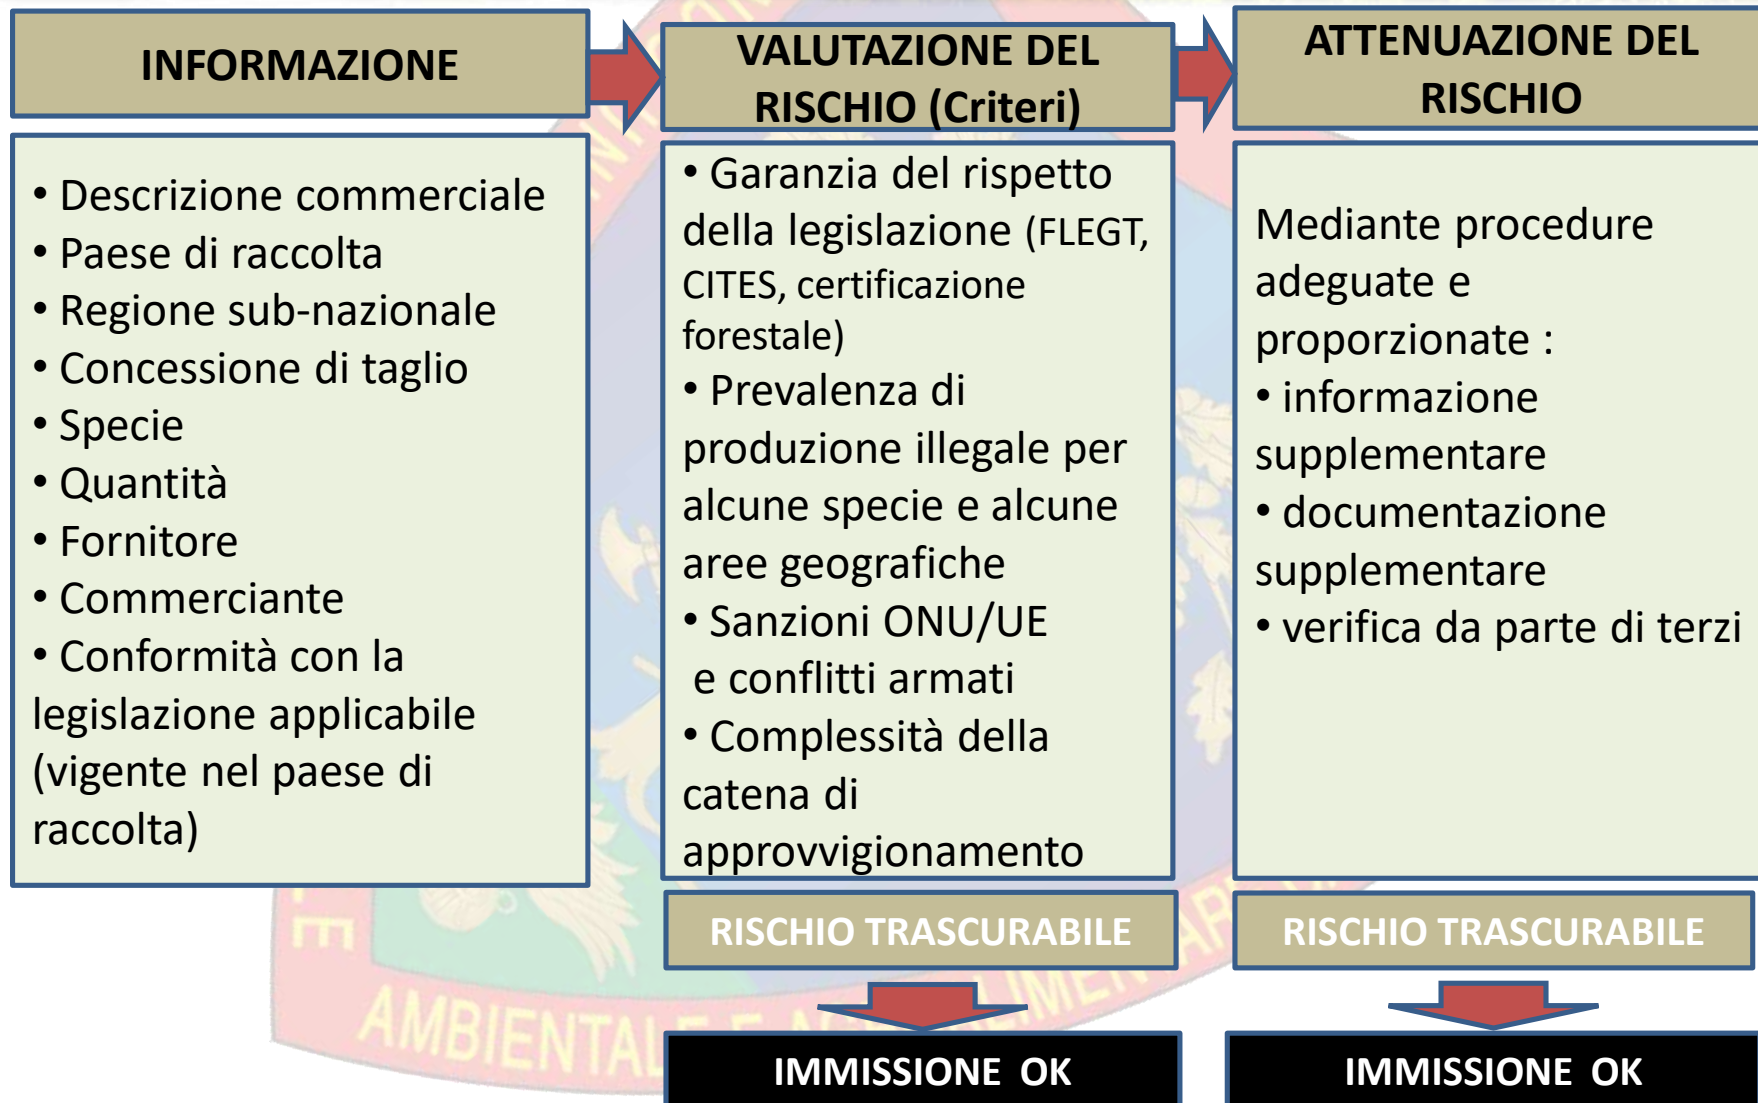 INFORMAZIONE
• Descrizione commerciale
• Paese di raccolta
• Regione sub-nazionale
• Concessione di taglio
• Specie
• Quantità
• Fornitore
• Commerciante
• Conformità con la
legislazione applicabile
(vigente nel paese di
raccolta)
VALUTAZIONE DEL
RISCHIO (Criteri)
• Garanzia del rispetto
della legislazione (FLEGT,
CITES, certificazione
forestale)
• Prevalenza di
produzione illegale per
alcune specie e alcune
aree geografiche
• Sanzioni ONU/UE
e conflitti armati
• Complessità della
catena di
approvvigionamento
RISCHIO TRASCURABILE
IMMISSIONE OK
ATTENUAZIONE DEL
RISCHIO
Mediante procedure
adeguate e
proporzionate :
• informazione
supplementare
• documentazione
supplementare
• verifica da parte di terzi
RISCHIO TRASCURABILE
IMMISSIONE OK
AMBIENTALE E